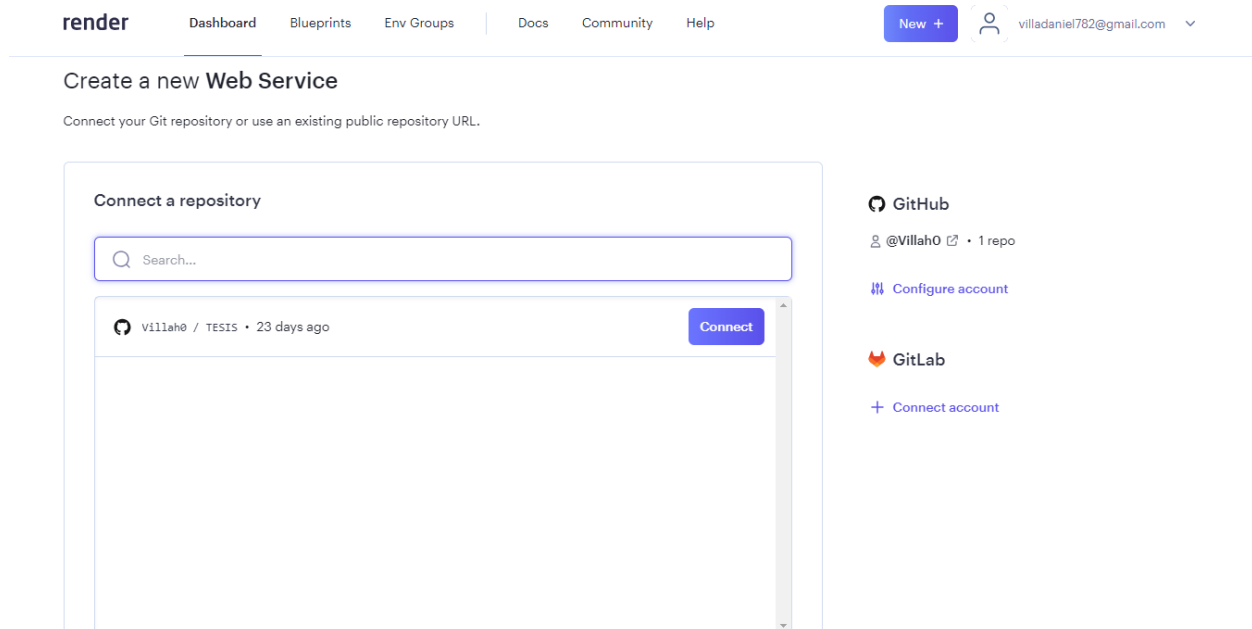 render Dashboard Blueprints Env Groups Docs Community Help New + villadaniel782@gmail.com
Create a new Web Service
Connect your Git repository or use an existing public repository URL.
Connect a repository
Search...
Villah0 / TESIS • 23 days ago Connect
GitHub
@Villah0 • 1 repo
Configure account
GitLab
+ Connect account